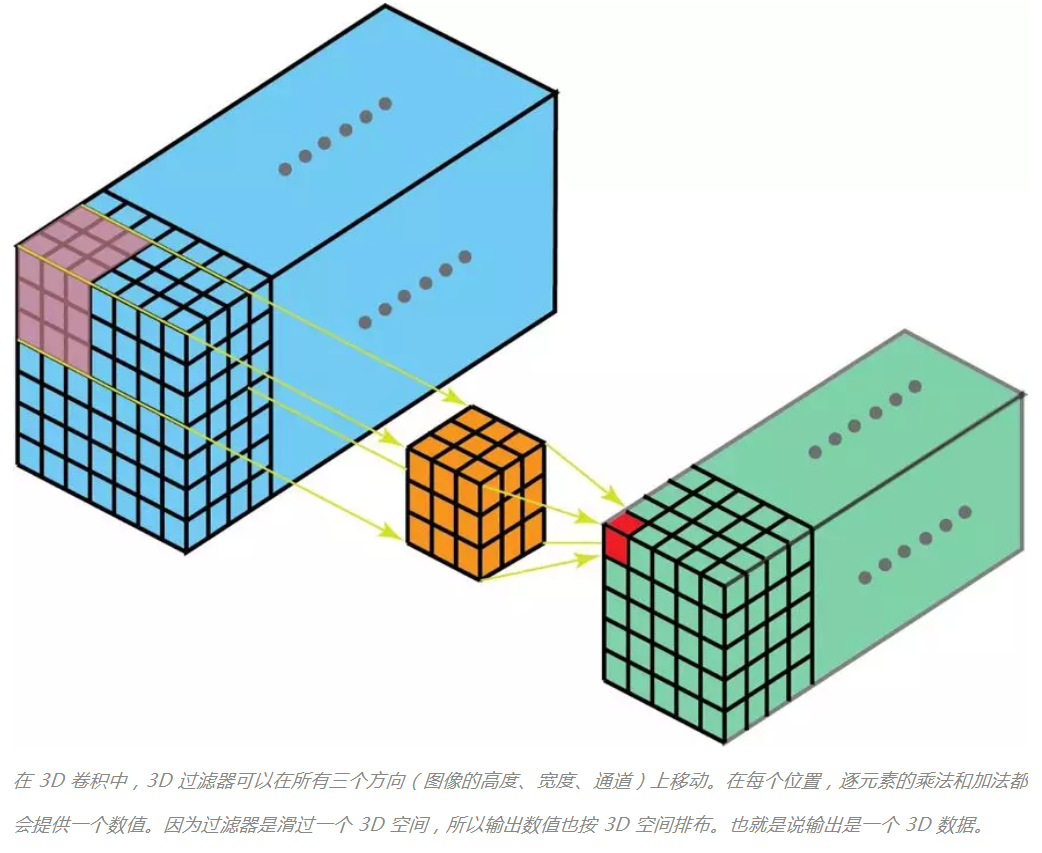 在 3D 卷积中，3D 过滤器可以在所有三个方向（图像的高度、宽度、通道）上移动。在每个位置，逐元素的乘法和加法都
会提供一个数值。因为过滤器是滑过一个 3D 空间，所以输出数值也按 3D 空间排布。也就是说输出是一个 3D 数据。